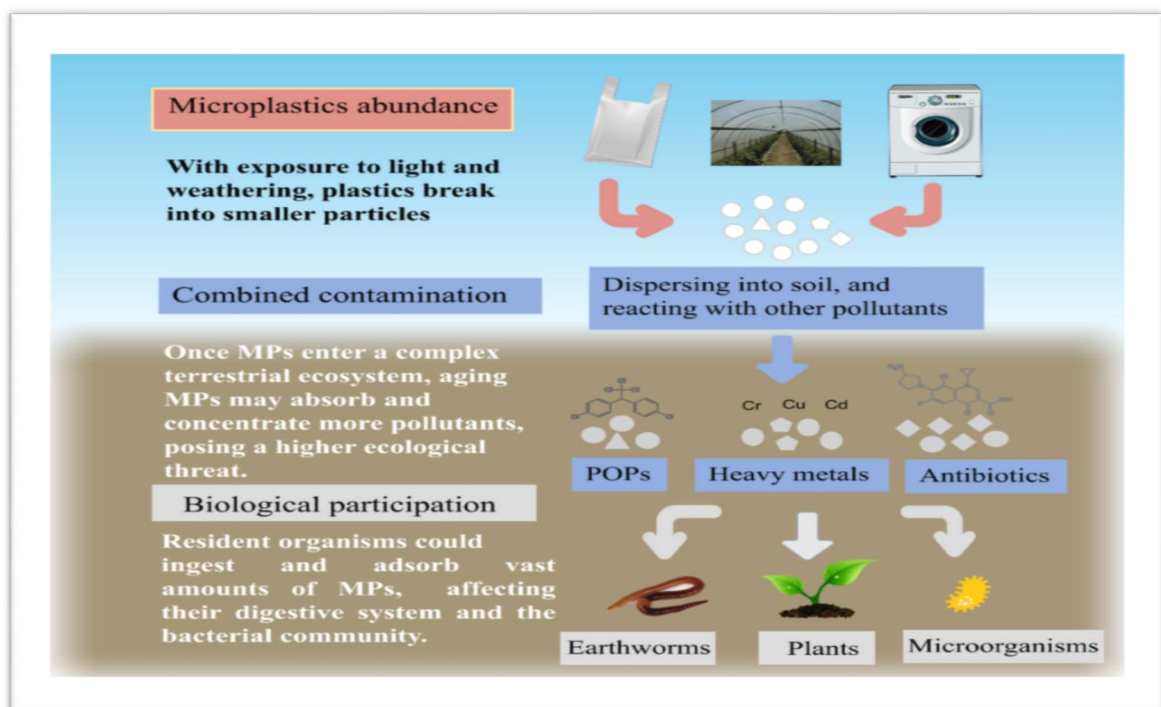 Microplastics abundance
With exposure to light and
weathering, plastics break
into smaller particles
Combined contamination
Dispersing into soil, and
reacting with other pollutants
Once MPs enter a complex
terrestrial ecosystem, aging
MPs may absorb and
concentrate more pollutants,
posing a higher ecological
threat.
Cr Cu Cd
POPs
Heavy metals
Antibiotics
Biological participation
Resident organisms could
ingest and adsorb vast
amounts of MPs, affecting
their digestive system and the
bacterial community.
Earthworms
Plants
Microorganisms